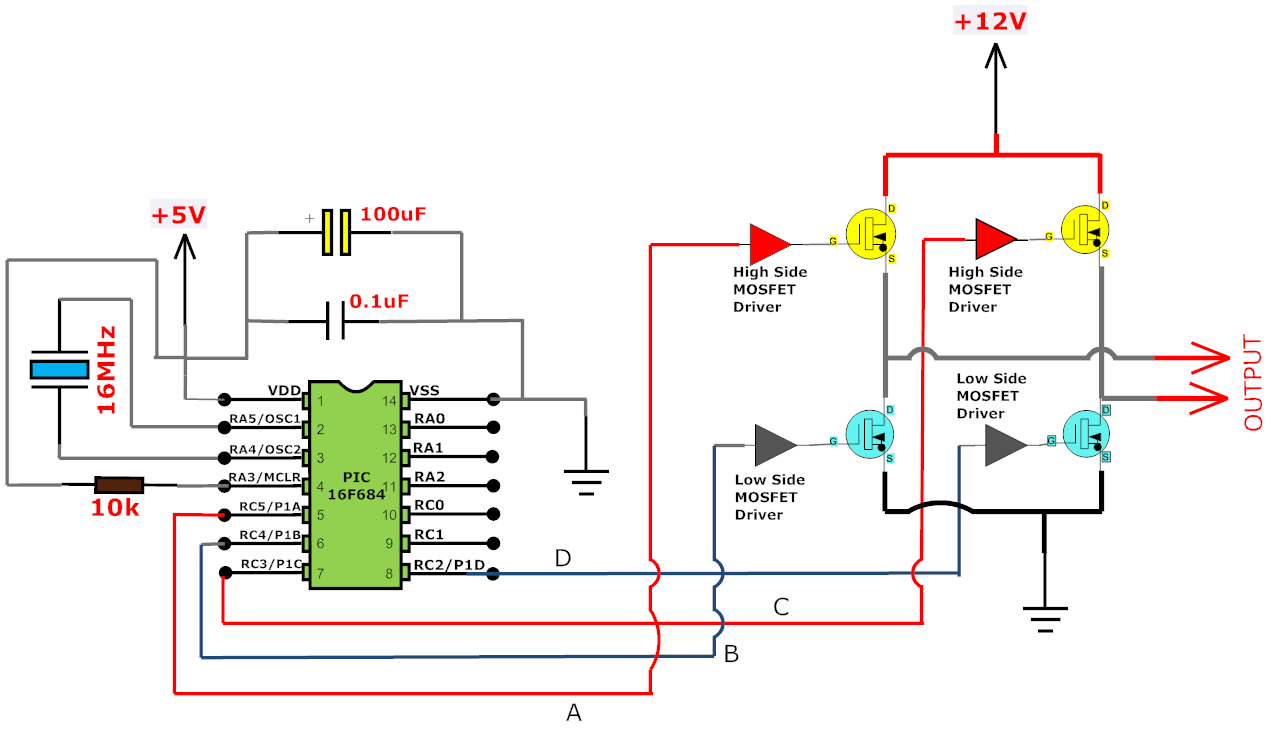 +12V
+5V
+
100uF
0.1uF
16MHz
10k
VDD
RA5/OSC1
RA4/OSC2
RA3/MCLR
RC5/P1A
RC4/P1B
RC3/P1C
1
2
3
4
5
6
7
PIC
16F684
14
13
12
11
10
9
8
VSS
RA0
RA1
RA2
RC0
RC1
RC2/P1D
High Side
MOSFET
Driver
G
D
S
High Side
MOSFET
Driver
G
D
S
Low Side
MOSFET
Driver
G
D
S
Low Side
MOSFET
Driver
G
D
S
OUTPUT
D
C
B
A